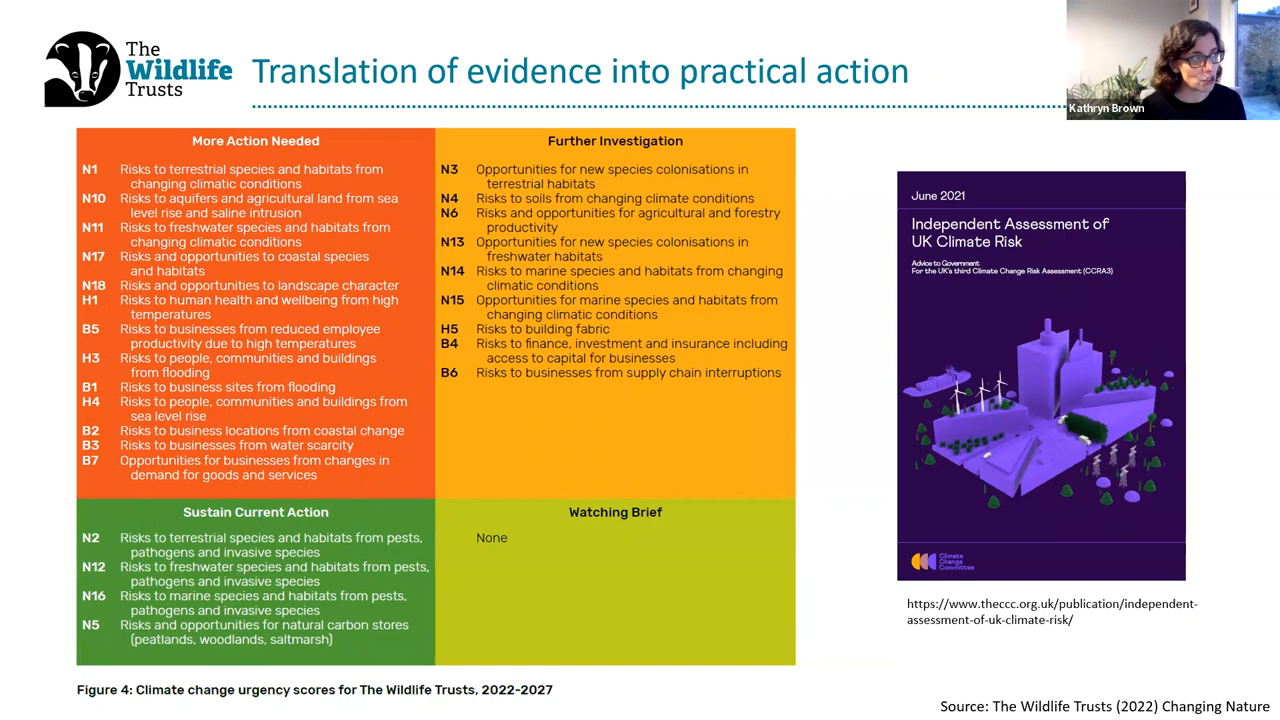 The
Wildlife
Trusts
Translation of evidence into practical action
Kathryn Brown
More Action Needed
N1 Risks to terrestrial species and habitats from
changing climatic conditions
N10 Risks to aquifers and agricultural land from sea
level rise and saline intrusion
N11 Risks to freshwater species and habitats from
changing climatic conditions
N17 Risks and opportunities to coastal species
and habitats
N18 Risks and opportunities to landscape character
H1 Risks to human health and wellbeing from high
temperatures
B5 Risks to businesses from reduced employee
productivity due to high temperatures
H3 Risks to people, communities and buildings
from flooding
B1 Risks to business sites from flooding
H4 Risks to people, communities and buildings from
sea level rise
B2 Risks to business locations from coastal change
B3 Risks to businesses from water scarcity
B7 Opportunities for businesses from changes in
demand for goods and services
Further Investigation
N3 Opportunities for new species colonisations in
terrestrial habitats
N4 Risks to soils from changing climate conditions
N6 Risks and opportunities for agricultural and forestry
productivity
N13 Opportunities for new species colonisations in
freshwater habitats
N14 Risks to marine species and habitats from changing
climatic conditions
N15 Opportunities for marine species and habitats from
changing climatic conditions
H5 Risks to building fabric
B4 Risks to finance, investment and insurance including
access to capital for businesses
B6 Risks to businesses from supply chain interruptions
Sustain Current Action
N2 Risks to terrestrial species and habitats from pests,
pathogens and invasive species
N12 Risks to freshwater species and habitats from pests,
pathogens and invasive species
N16 Risks to marine species and habitats from pests,
pathogens and invasive species
N5 Risks and opportunities for natural carbon stores
(peatlands, woodlands, saltmarsh)
Watching Brief
None
Figure 4: Climate change urgency scores for The Wildlife Trusts, 2022-2027
June 2021
Independent Assessment of
UK Climate Risk
Advice to Government
For the UK's third Climate Change Risk Assessment (CCRA3)
Climate
Change
Committee
https://www.theccc.org.uk/publication/independent-
assessment-of-uk-climate-risk/
Source: The Wildlife Trusts (2022) Changing Nature